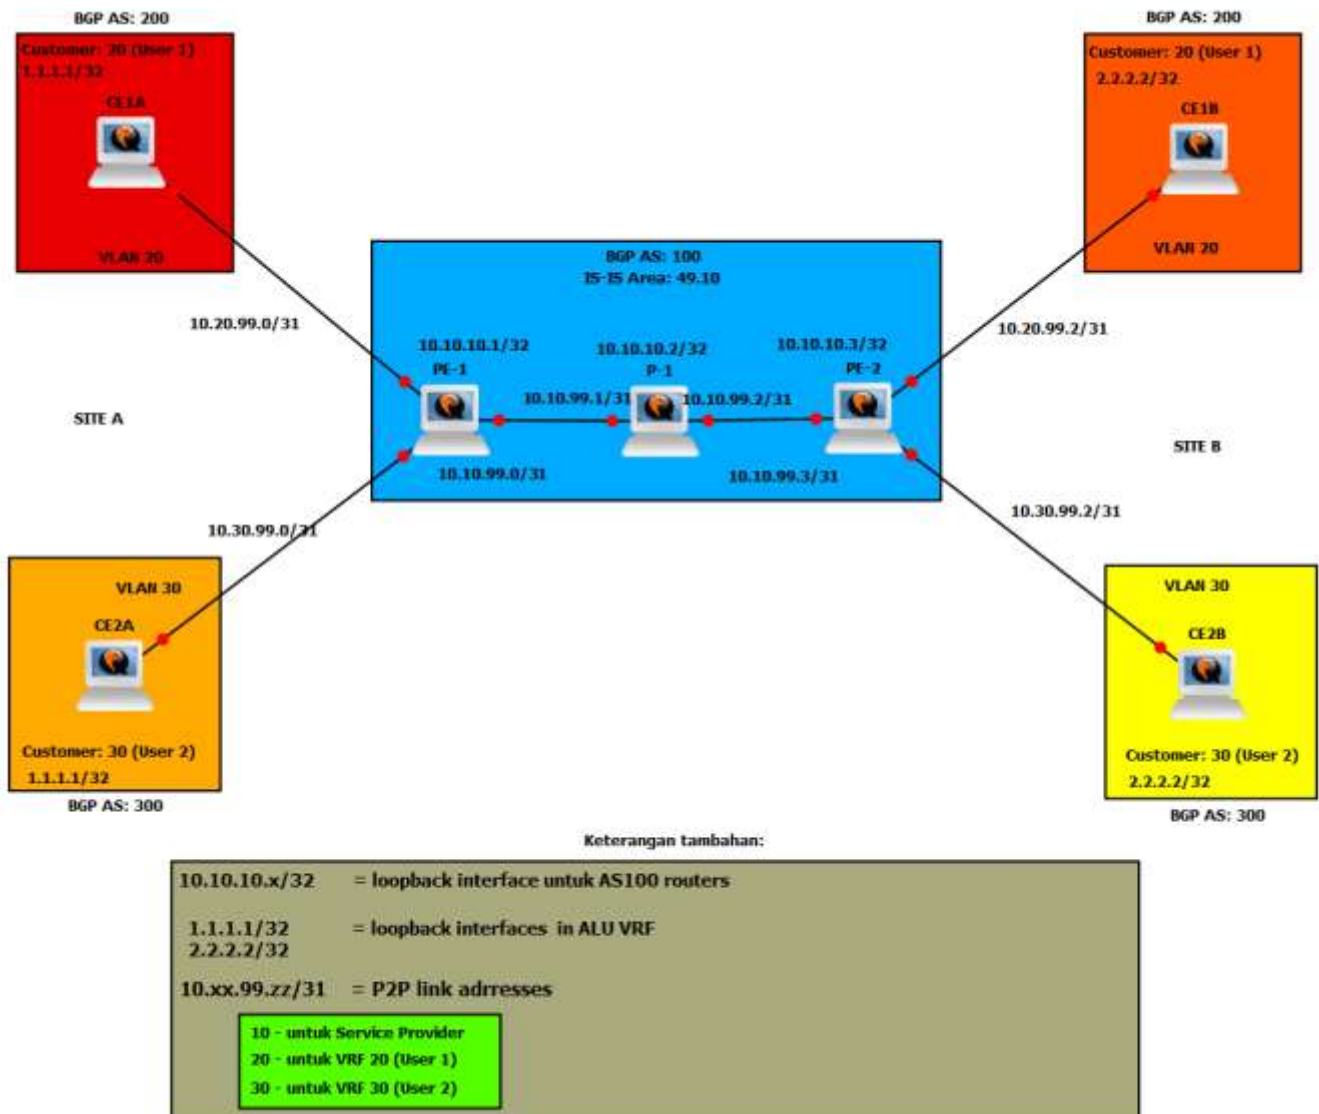 BGP AS: 200
Customer: 20 (User 1)
1.1.1.1/32
CE1A
VLAN 20
BGP AS: 200
Customer: 20 (User 1)
2.2.2.2/32
CE1B
VLAN 20
10.20.99.0/31
10.20.99.2/31
BGP AS: 100
IS-IS Area: 49.10
10.10.10.1/32
PE-1
10.10.10.2/32
P-1
10.10.10.3/32
PE-2
10.10.99.1/31
10.10.99.2/31
10.10.99.0/31
10.10.99.3/31
SITE A
SITE B
10.30.99.0/31
10.30.99.2/31
VLAN 30
CE2A
Customer: 30 (User 2)
1.1.1.1/32
BGP AS: 300
VLAN 30
CE2B
Customer: 30 (User 2)
2.2.2.2/32
BGP AS: 300
Keterangan tambahan:
10.10.10.x/32 = loopback interface untuk AS100 routers
1.1.1.1/32 = loopback interfaces in ALU VRF
2.2.2.2/32
10.xx.99.zz/31 = P2P link adrresses
10 - untuk Service Provider
20 - untuk VRF 20 (User 1)
30 - untuk VRF 30 (User 2)